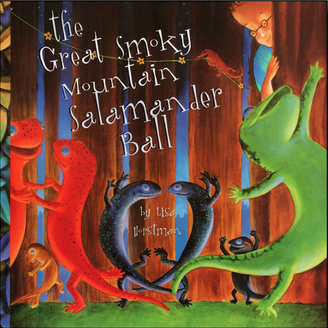 the
Great Smoky
Mountain
Salamander
Ball
by Lisa
Horstman